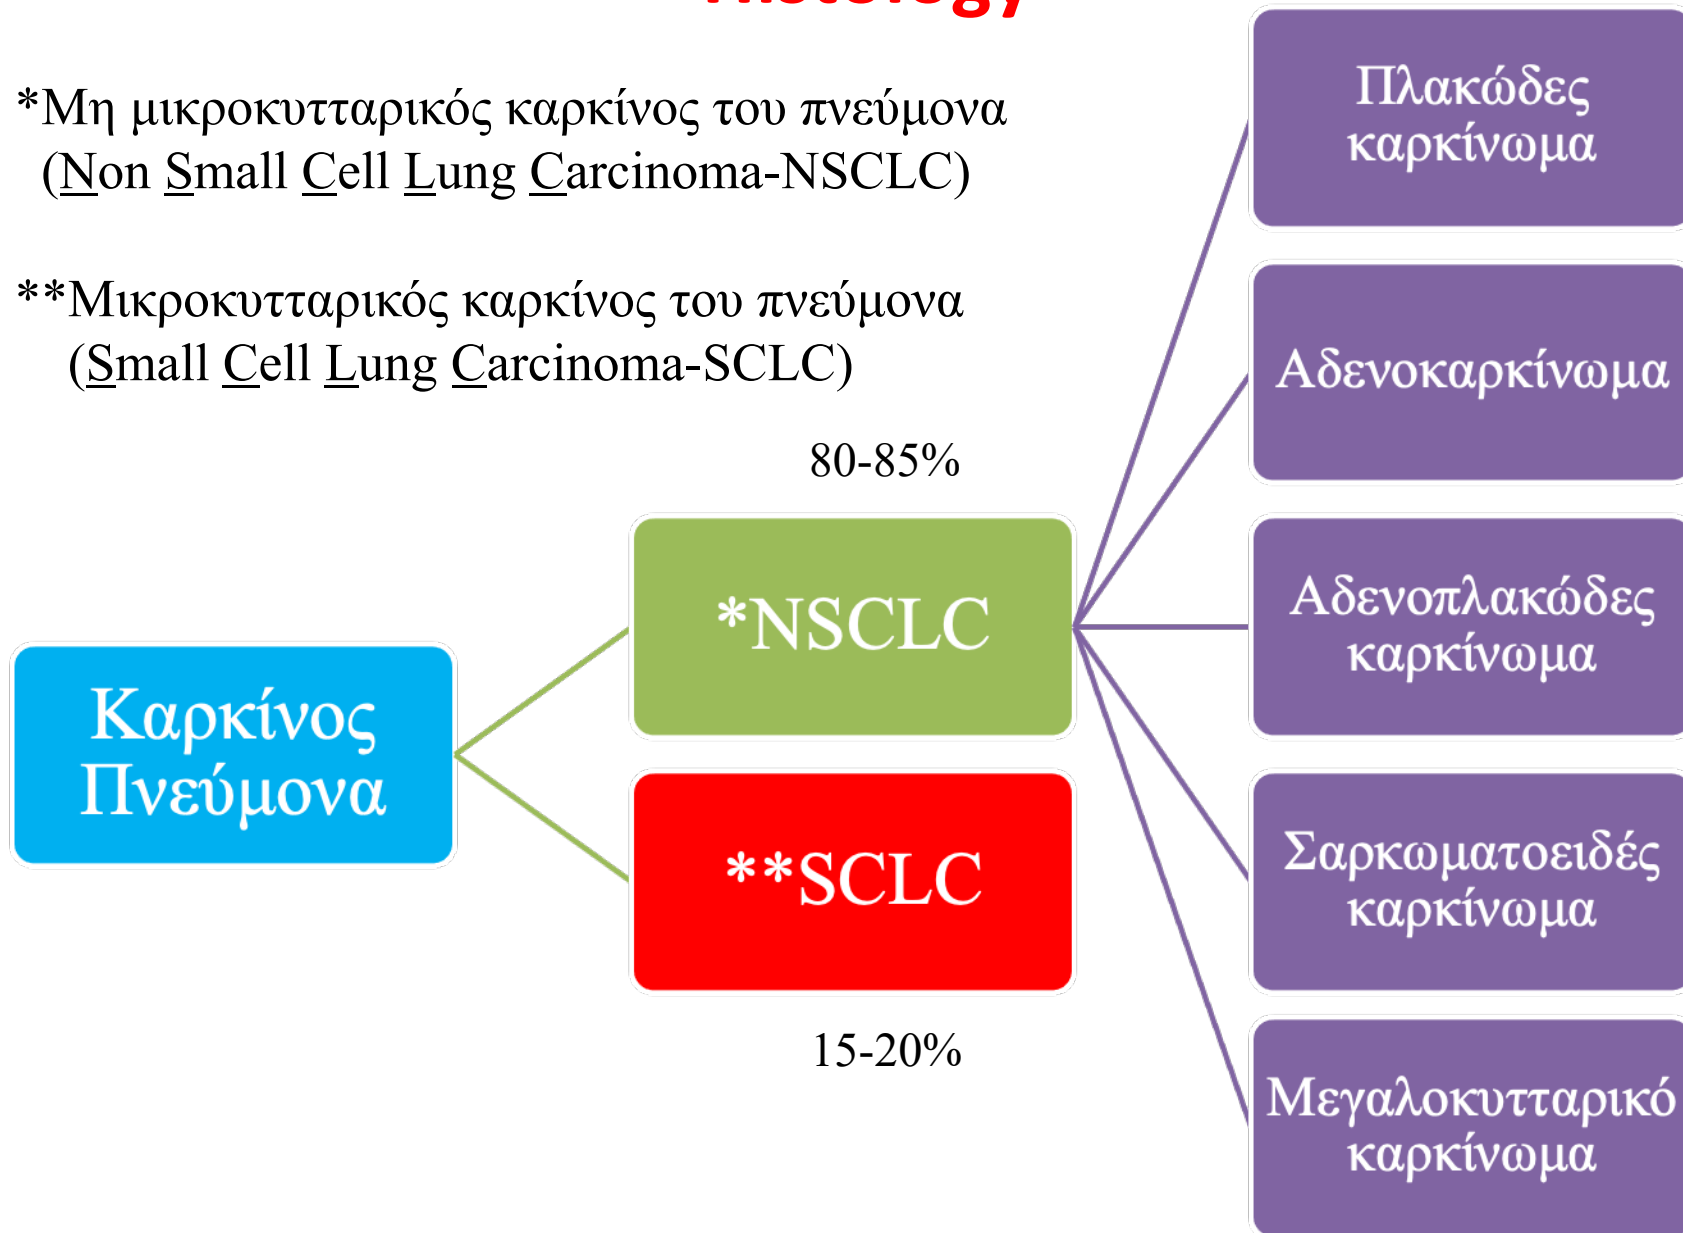 Histology
*Μη μικροκυτταρικός καρκίνος του πνεύμονα
(Non Small Cell Lung Carcinoma-NSCLC)
**Μικροκυτταρικός καρκίνος του πνεύμονα
(Small Cell Lung Carcinoma-SCLC)
80-85%
*NSCLC
Καρκίνος
Πνεύμονα
**SCLC
15-20%
Πλακώδες
καρκίνωμα
Αδενοκαρκίνωμα
Αδενοπλακώδες
καρκίνωμα
Σαρκωματοειδές
καρκίνωμα
Μεγαλοκυτταρικό
καρκίνωμα